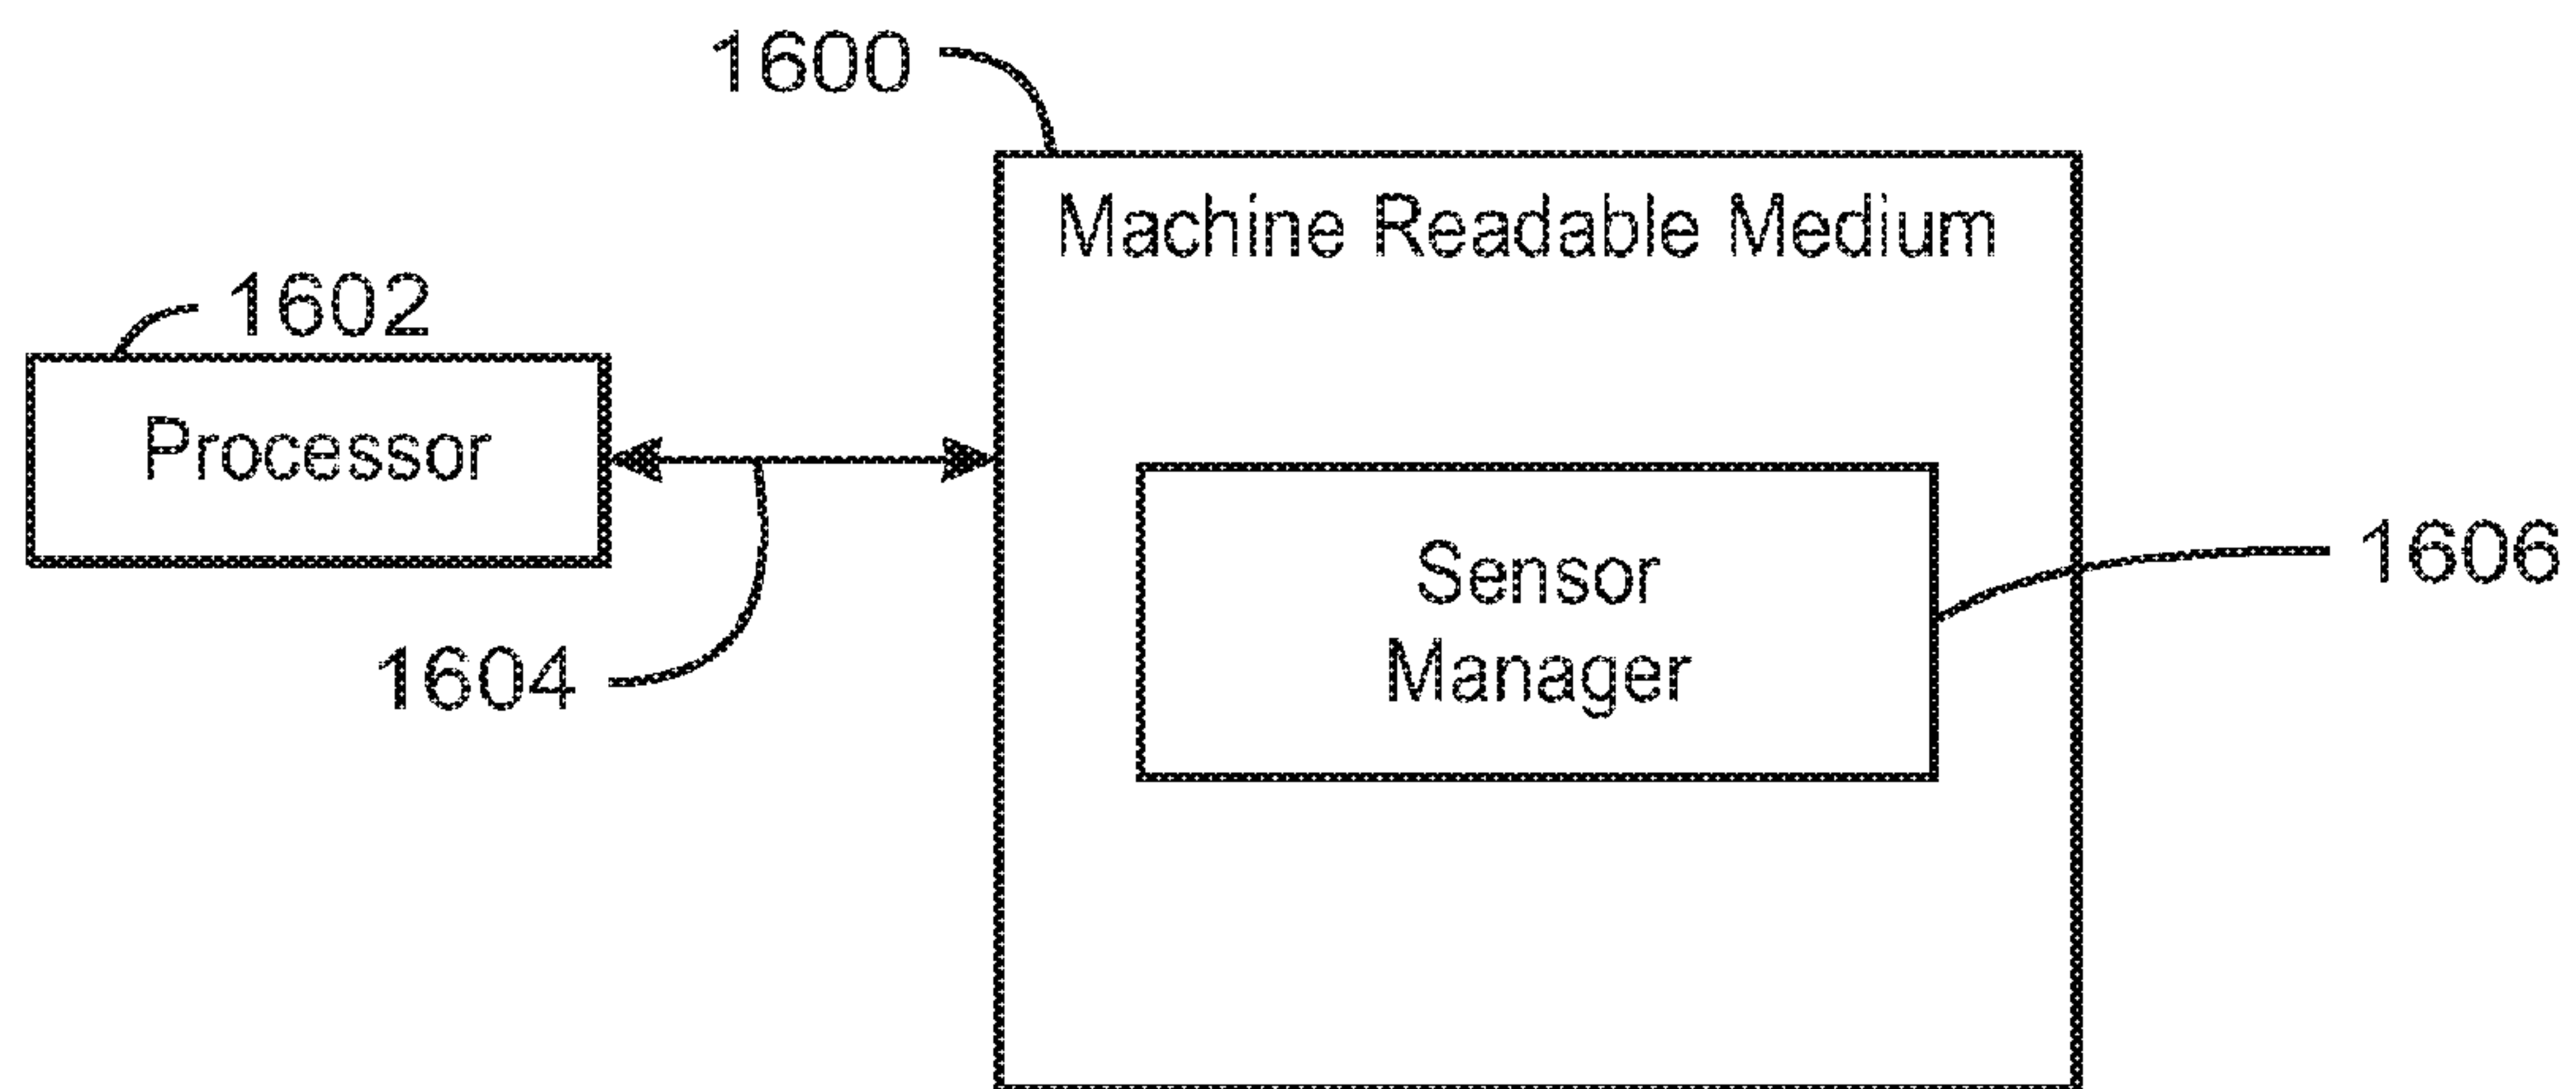 1600
Machine Readable Medium
1602
Processor
Sensor
Manager
1606
1604